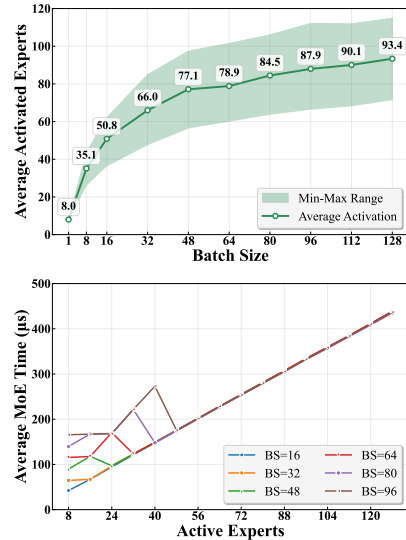 120
100
80
60
40
20
0
Average Activated Experts
8.0
35.1
50.8
66.0
77.1
78.9
84.5
87.9
90.1
93.4
Min-Max Range
Average Activation
1 8 16 32 48 64 80 96 112 128
Batch Size
500
400
300
200
100
0
Average MoE Time (μs)
BS=16 BS=64
BS=32 BS=80
BS=48 BS=96
8 24 40 56 72 88 104 120
Active Experts